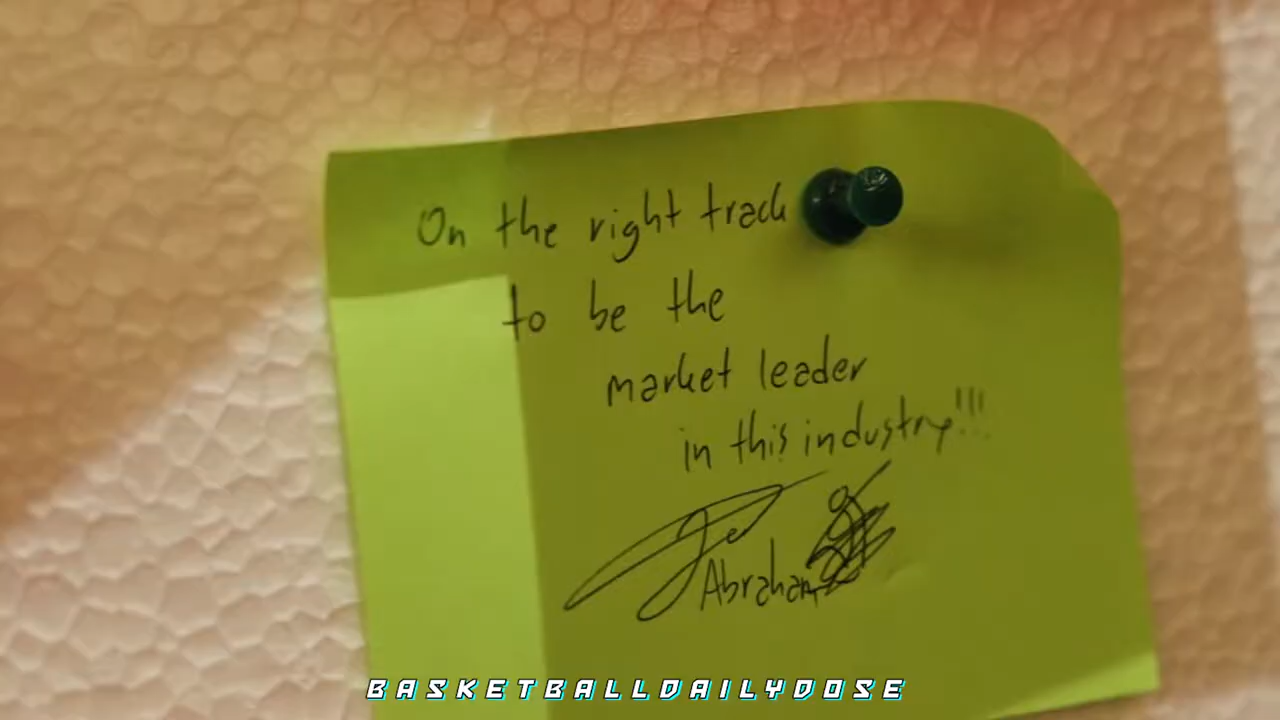 On the right track
to be the
market leader
in this industry!!!
Abraham
BASKETBALLDAILYDOSE